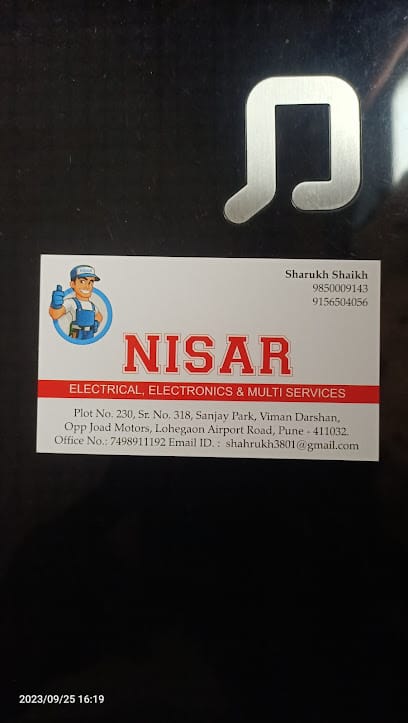 Sharukh Shaikh
9850009143
9156504056
NISAR
ELECTRICAL, ELECTRONICS & MULTI SERVICES
Plot No. 230, Sr. No. 318, Sanjay Park, Viman Darshan,
Opp Joad Motors, Lohegaon Airport Road, Pune - 411032.
Office No.: 7498911192 Email ID. : shahrukh3801@gmail.com
2023/09/25 16:19